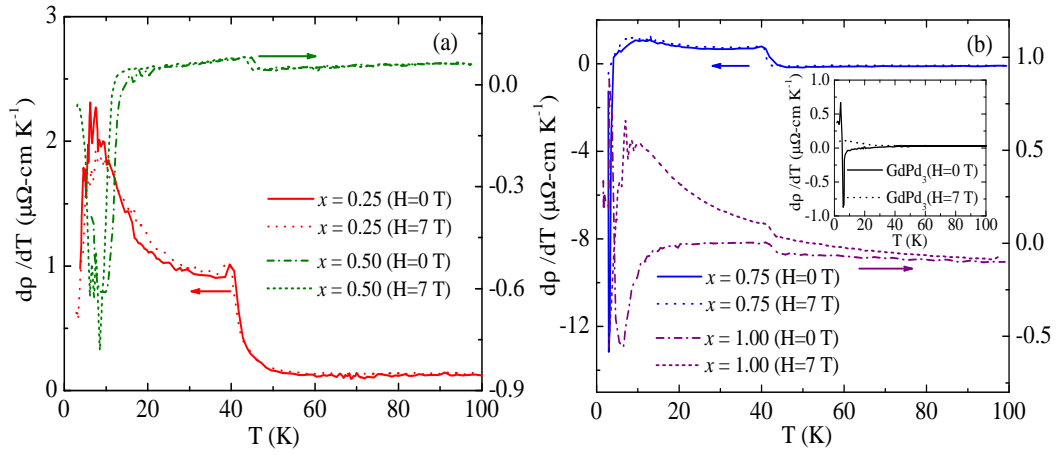 (a)
3
2
1
0
dρ /dT (μΩ-cm K⁻¹)
0.0
-0.3
-0.6
-0.9
x = 0.25 (H=0 T)
x = 0.25 (H=7 T)
x = 0.50 (H=0 T)
x = 0.50 (H=7 T)
0 20 40 60 80 100
T (K)
(b)
0
-4
-8
-12
dρ /dT (μΩ-cm K⁻¹)
1.0
0.5
0.0
-0.5
x = 0.75 (H=0 T)
x = 0.75 (H=7 T)
x = 1.00 (H=0 T)
x = 1.00 (H=7 T)
0 20 40 60 80 100
T (K)
1.0
0.5
0.0
-0.5
-1.0
dρ /dT (μΩ-cm K⁻¹)
GdPd₃(H=0 T)
GdPd₃(H=7 T)
0 20 40 60 80 100
T (K)